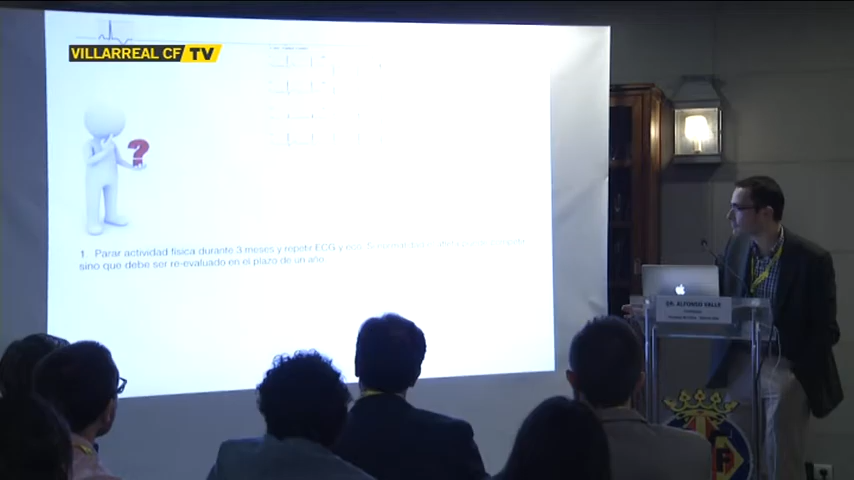 VILLARREAL CF TV
?
1. Parar actividad física durante 3 meses y repetir ECG y eco.
sino que debe ser re-evaluado en el plazo de un año.
DR. ALFONSO VALLE